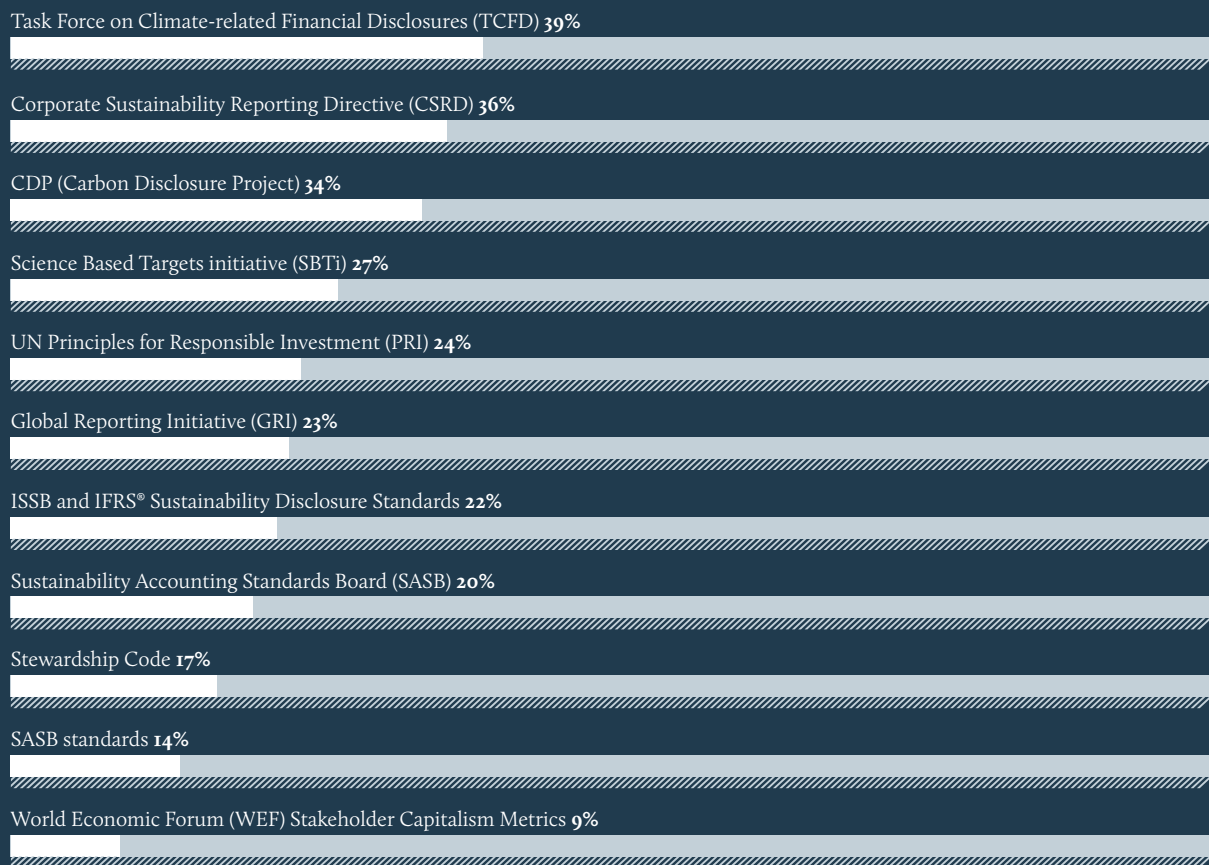 Task Force on Climate-related Financial Disclosures (TCFD) 39%
Corporate Sustainability Reporting Directive (CSRD) 36%
CDP (Carbon Disclosure Project) 34%
Science Based Targets initiative (SBTi) 27%
UN Principles for Responsible Investment (PRI) 24%
Global Reporting Initiative (GRI) 23%
ISSB and IFRS® Sustainability Disclosure Standards 22%
Sustainability Accounting Standards Board (SASB) 20%
Stewardship Code 17%
SASB standards 14%
World Economic Forum (WEF) Stakeholder Capitalism Metrics 9%